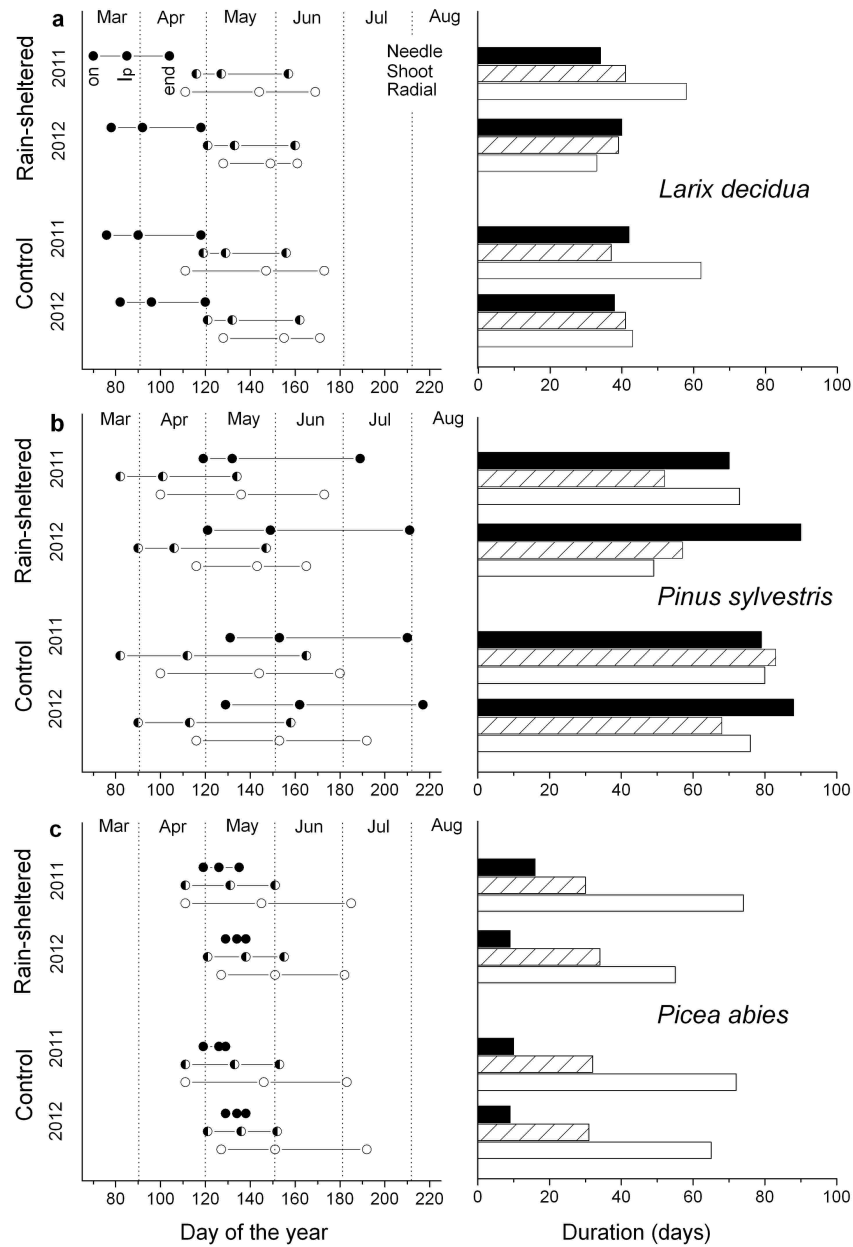 a
Mar Apr May Jun Jul Aug
Rain-sheltered
Control
2011
2012
2011
2012
on
Ip
end
Needle
Shoot
Radial
Larix decidua
80 100 120 140 160 180 200 220
0 20 40 60 80 100
b
Mar Apr May Jun Jul Aug
Rain-sheltered
Control
2011
2012
2011
2012
Pinus sylvestris
80 100 120 140 160 180 200 220
0 20 40 60 80 100
c
Mar Apr May Jun Jul Aug
Rain-sheltered
Control
2011
2012
2011
2012
Picea abies
80 100 120 140 160 180 200 220
0 20 40 60 80 100
Day of the year
Duration (days)